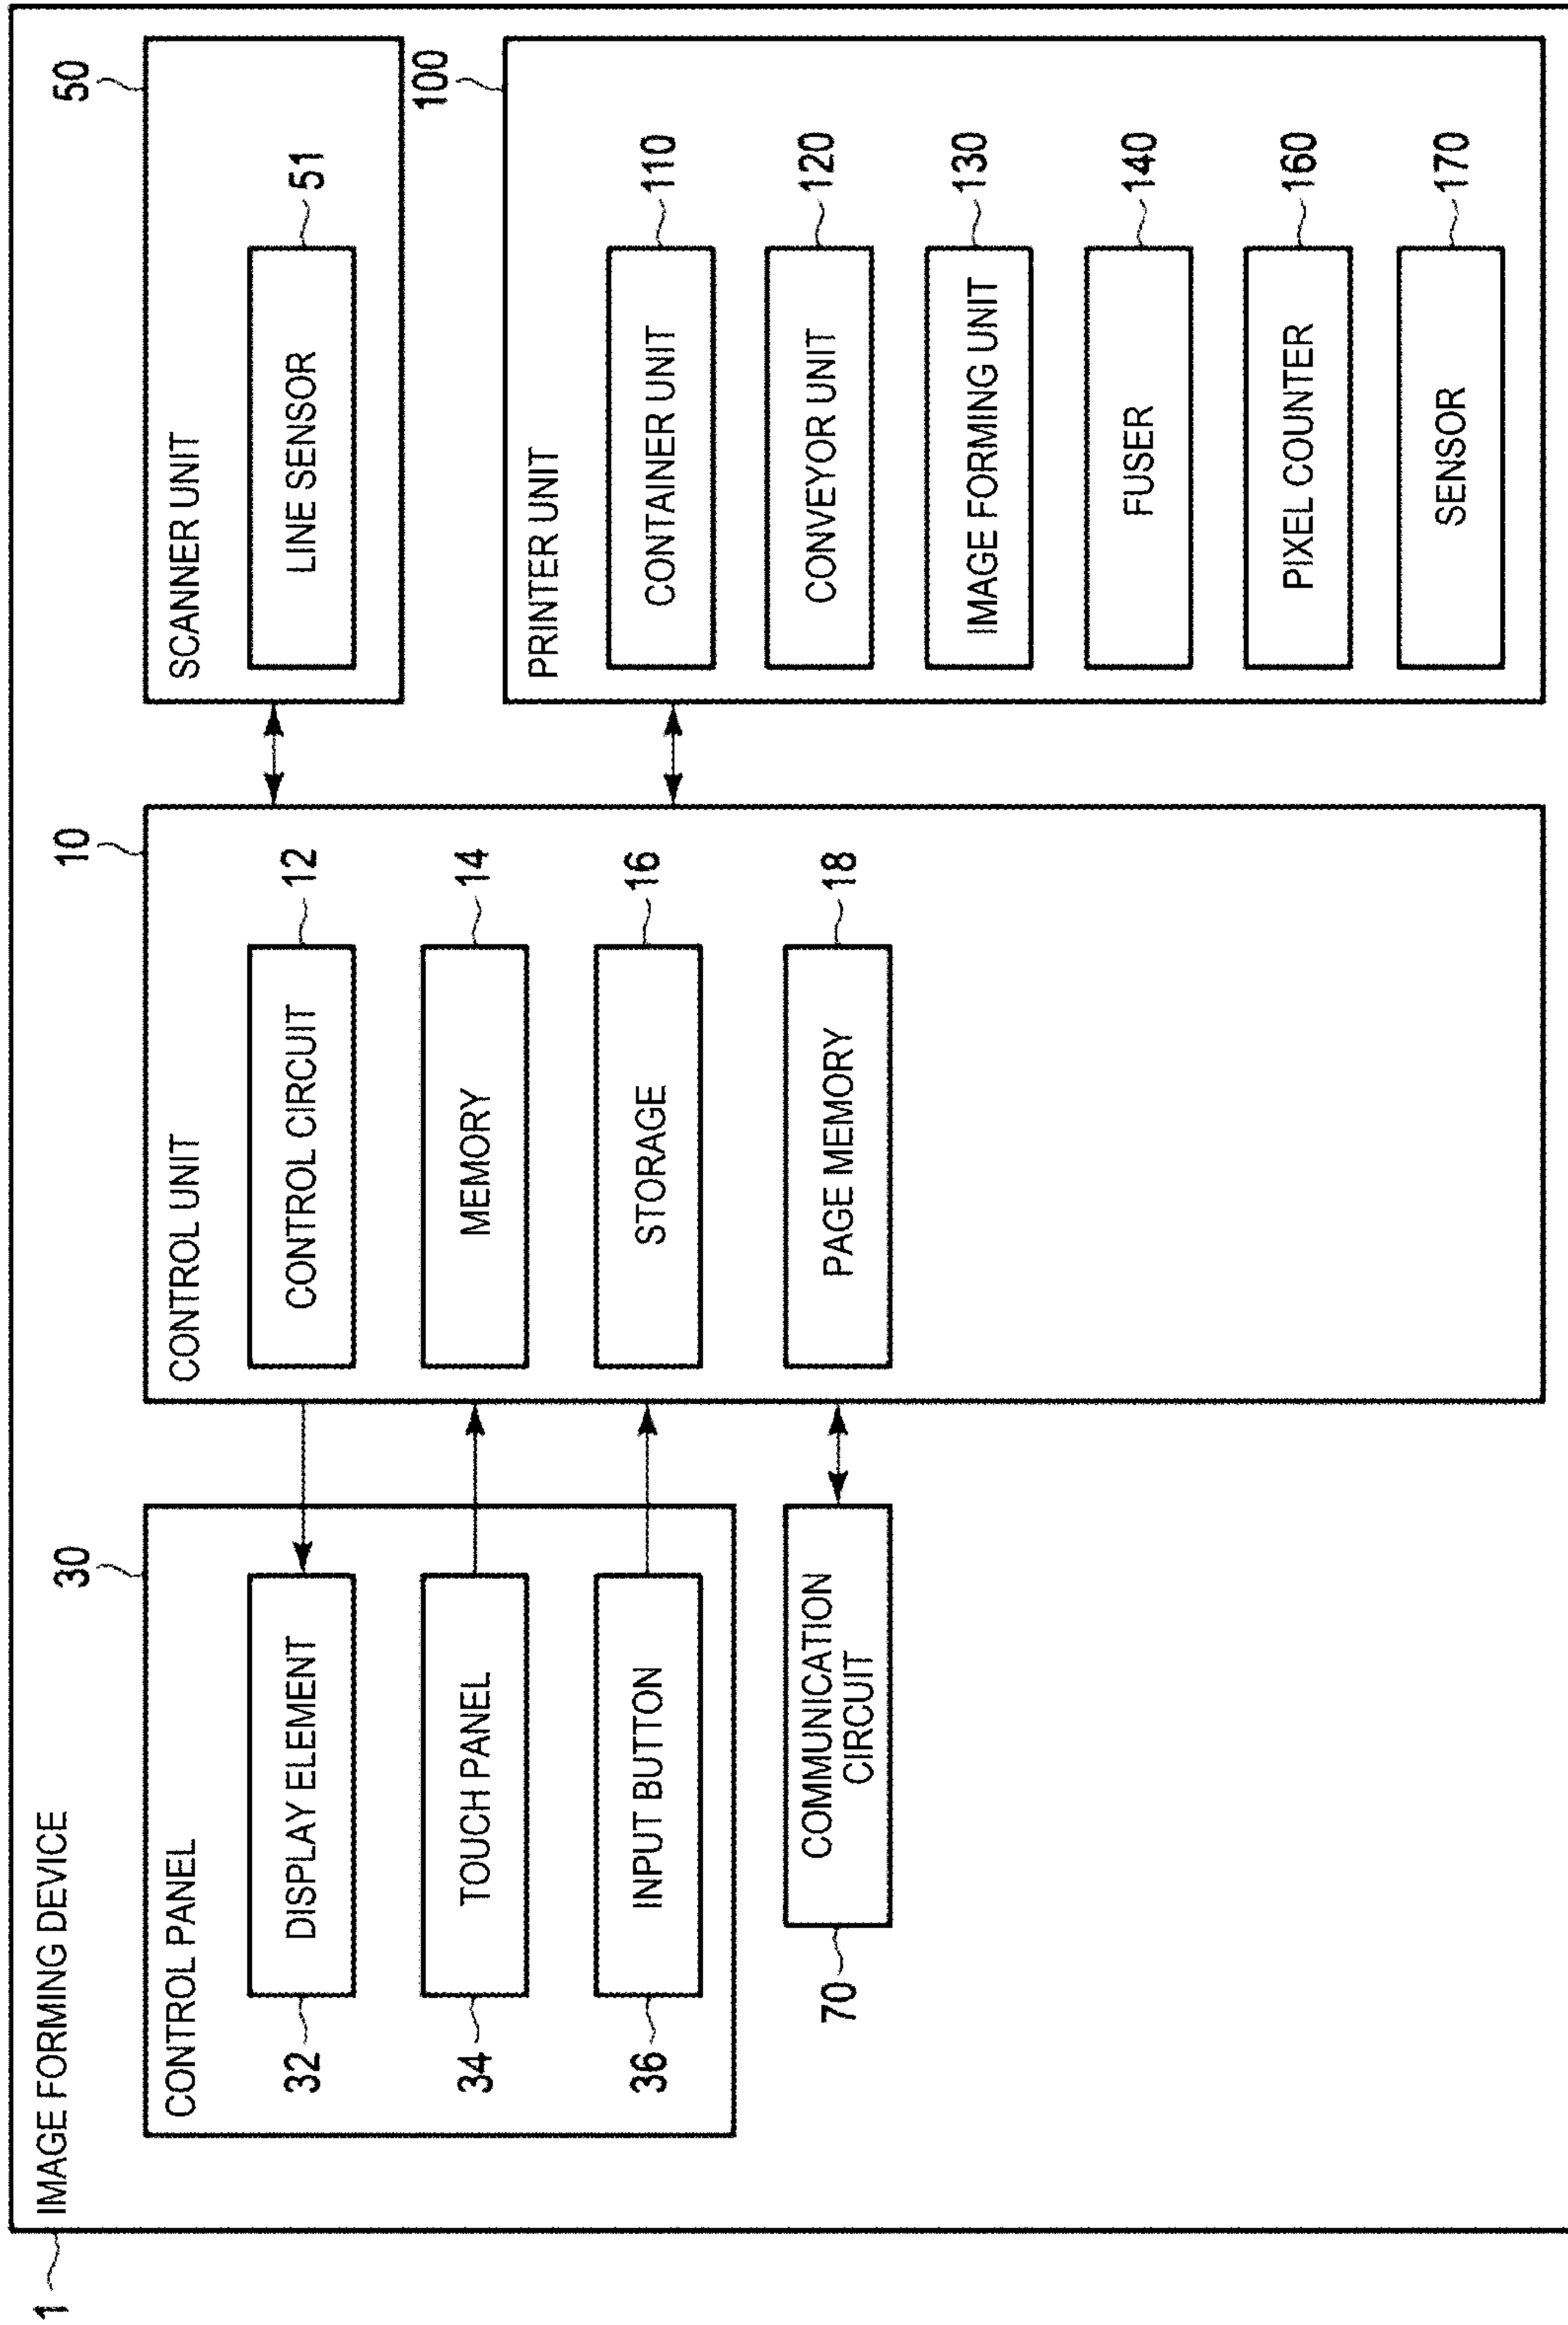 1
IMAGE FORMING DEVICE
30
CONTROL PANEL
32
DISPLAY ELEMENT
34
TOUCH PANEL
36
INPUT BUTTON
70
COMMUNICATION
CIRCUIT
10
CONTROL UNIT
CONTROL CIRCUIT
12
MEMORY
14
STORAGE
16
PAGE MEMORY
18
50
SCANNER UNIT
LINE SENSOR
51
100
PRINTER UNIT
CONTAINER UNIT
110
CONVEYOR UNIT
120
IMAGE FORMING UNIT
130
FUSER
140
PIXEL COUNTER
160
SENSOR
170